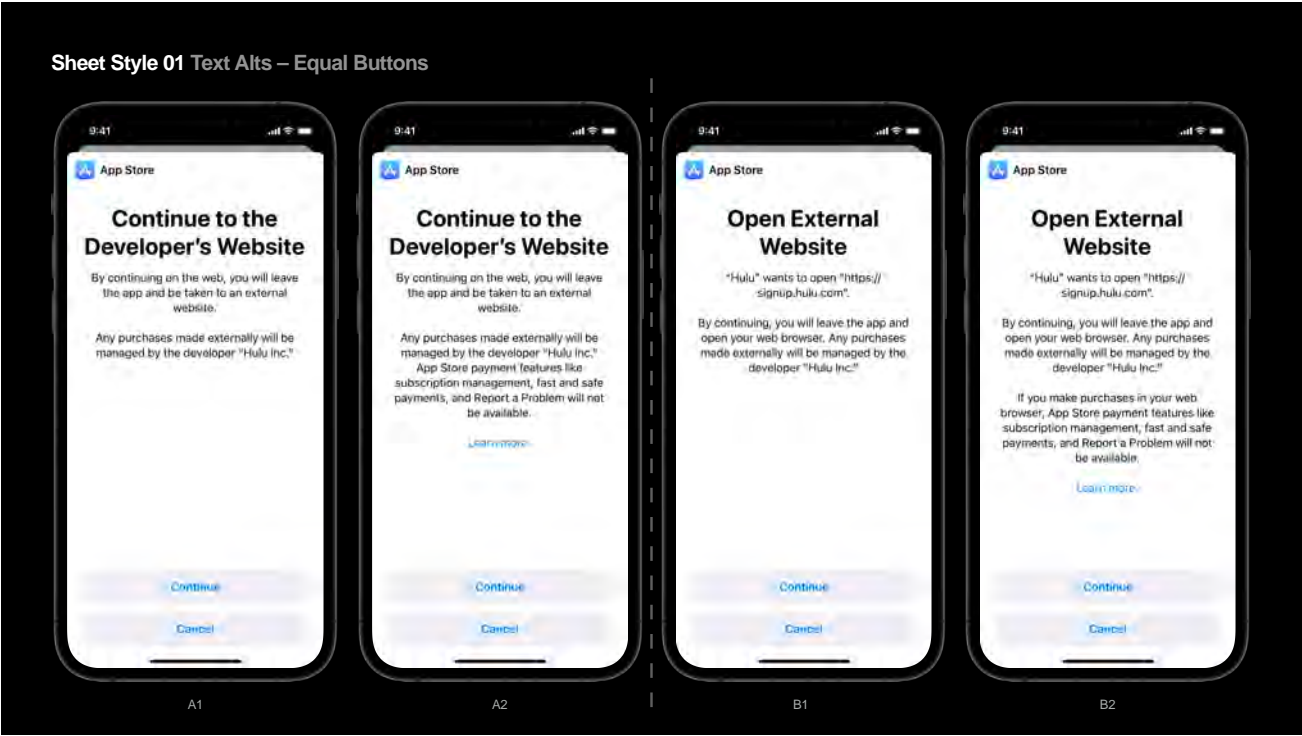 Sheet Style 01 Text Alts – Equal Buttons
9:41
App Store
Continue to the
Developer's Website
By continuing on the web, you will leave
the app and be taken to an external
website.
Any purchases made externally will be
managed by the developer "Hulu Inc."
Continue
Cancel
A1
9:41
App Store
Continue to the
Developer's Website
By continuing on the web, you will leave
the app and be taken to an external
website.
Any purchases made externally will be
managed by the developer "Hulu Inc."
App Store payment features like
subscription management, fast and safe
payments, and Report a Problem will not
be available.
Learn more.
Continue
Cancel
A2
9:41
App Store
Open External
Website
"Hulu" wants to open "https://
signup.hulu.com".
By continuing, you will leave the app and
open your web browser. Any purchases
made externally will be managed by the
developer "Hulu Inc."
Continue
Cancel
B1
9:41
App Store
Open External
Website
"Hulu" wants to open "https://
signup.hulu.com".
By continuing, you will leave the app and
open your web browser. Any purchases
made externally will be managed by the
developer "Hulu Inc."
If you make purchases in your web
browser, App Store payment features like
subscription management, fast and safe
payments, and Report a Problem will not
be available.
Learn more.
Continue
Cancel
B2